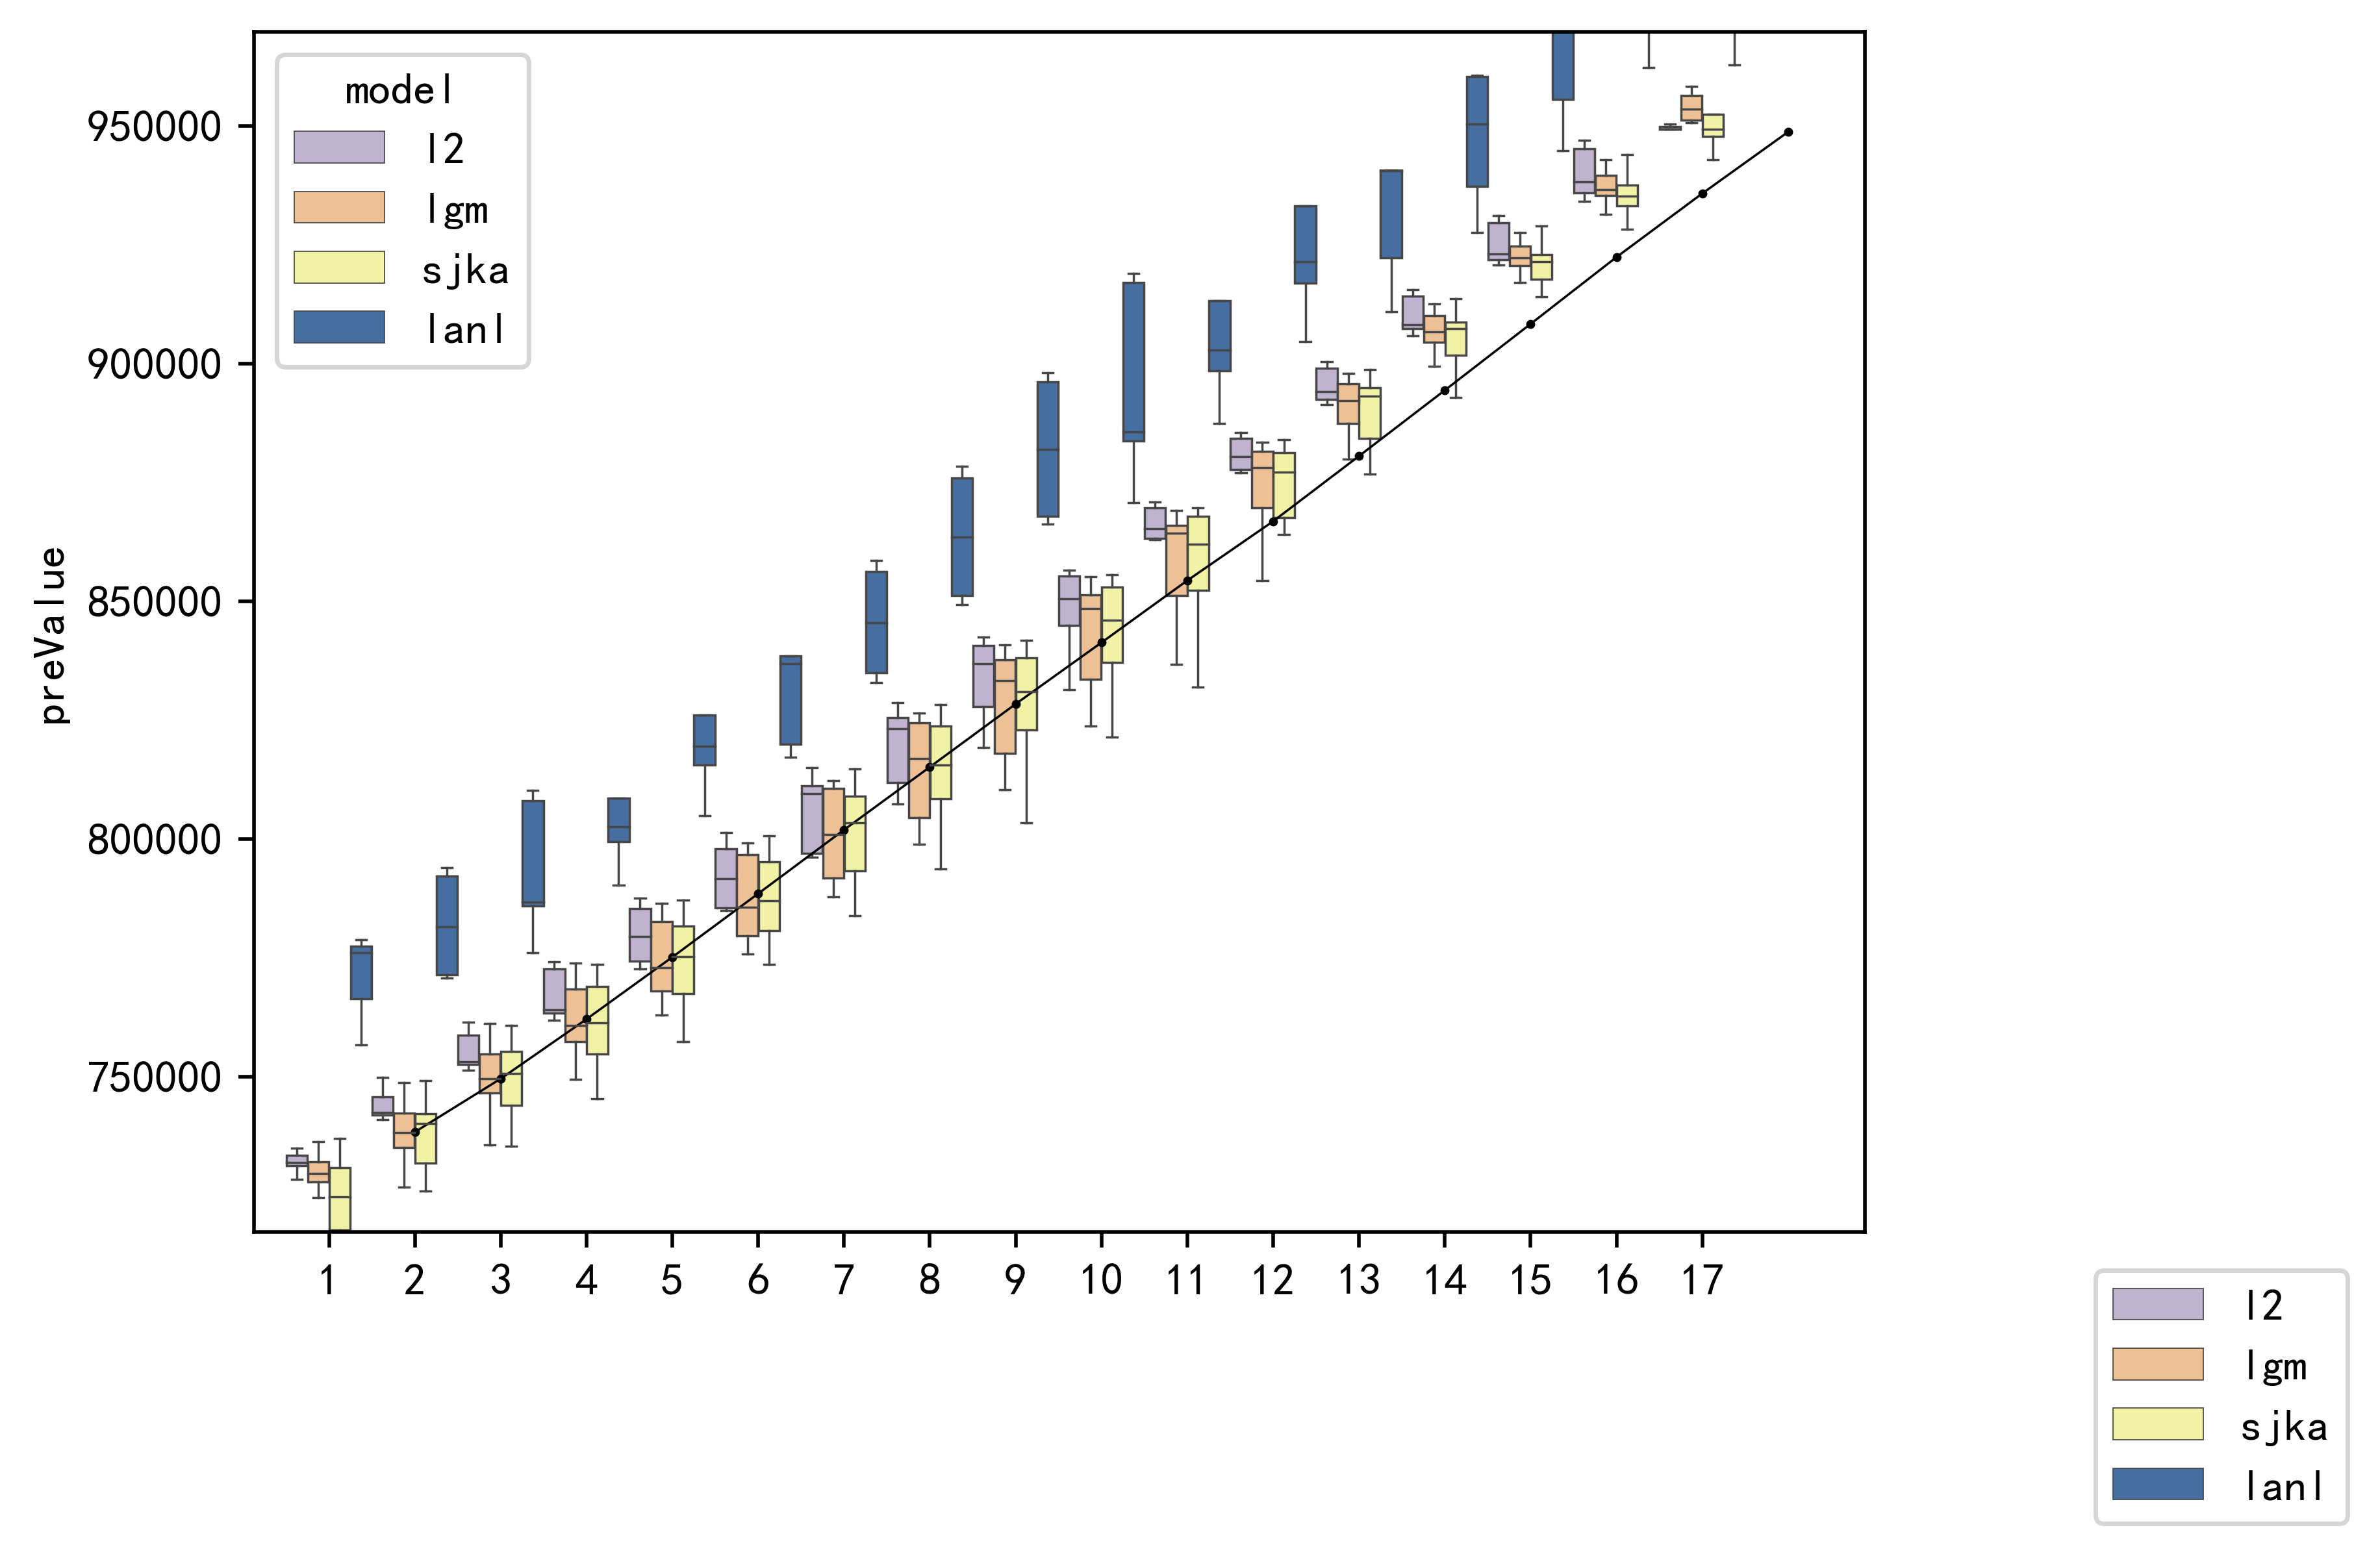 model
l2
lgm
sjka
lanl
950000
900000
850000
800000
750000
preValue
1 2 3 4 5 6 7 8 9 10 11 12 13 14 15 16 17
l2
lgm
sjka
lanl